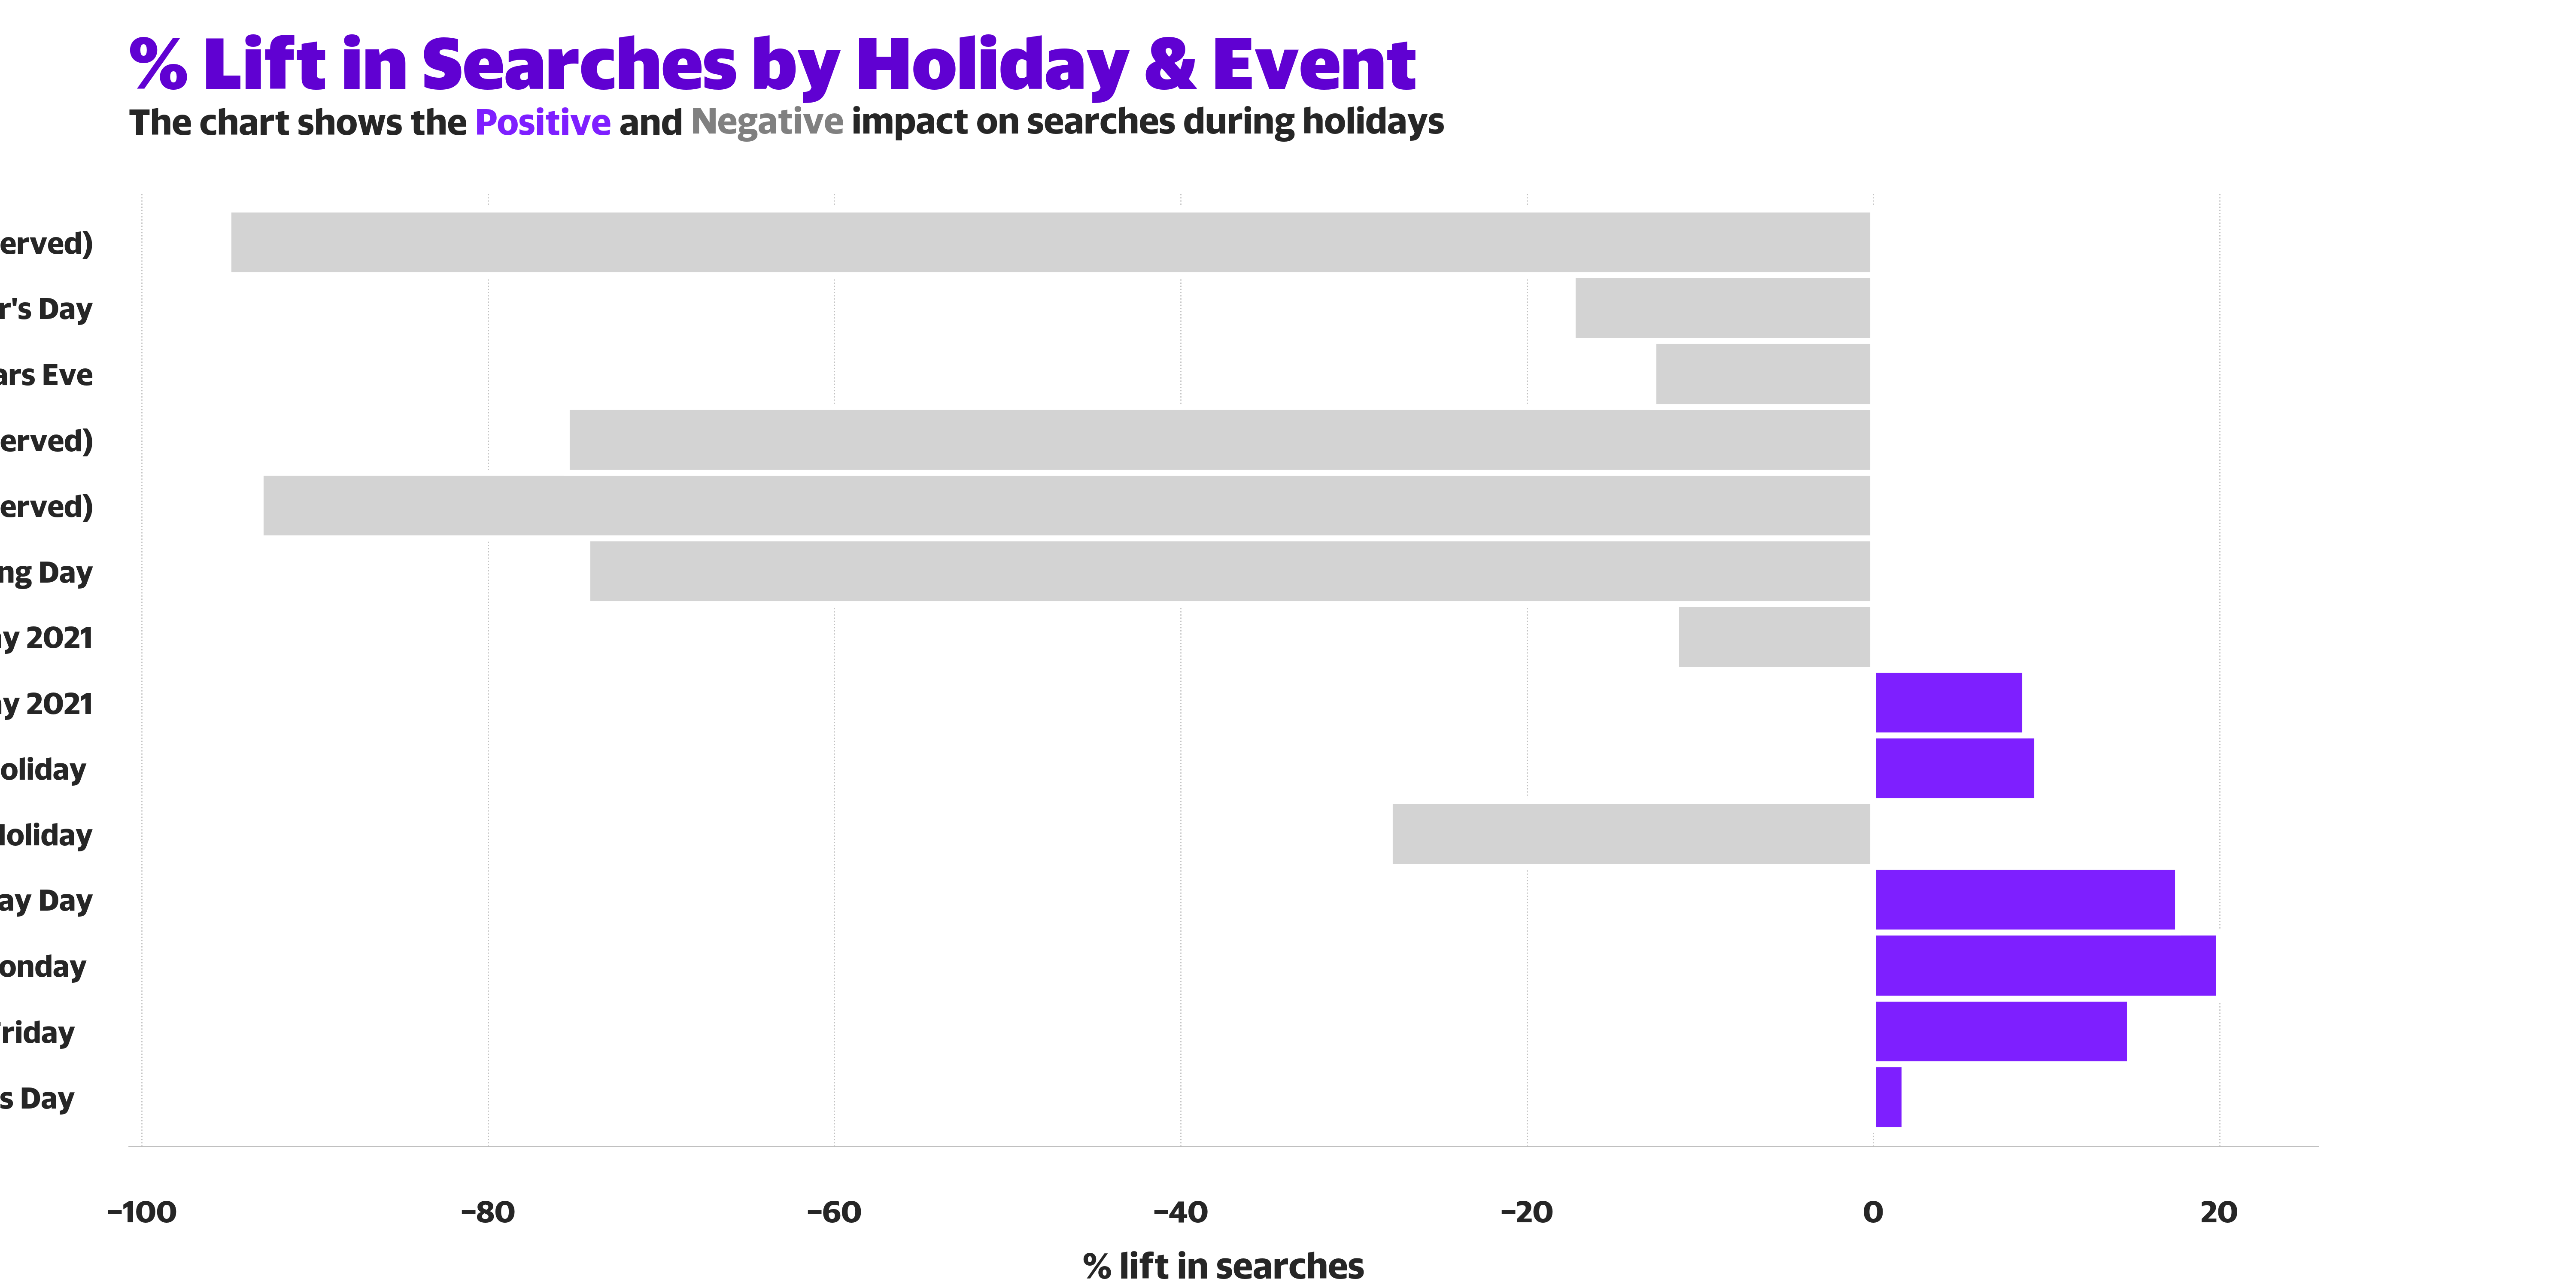 % Lift in Searches by Holiday & Event
The chart shows the Positive and Negative impact on searches during holidays
erved)
r's Day
ars Eve
erved)
erved)
ng Day
y 2021
y 2021
oliday
Holiday
ay Day
onday
Friday
s Day
−100 −80 −60 −40 −20 0 20
% lift in searches